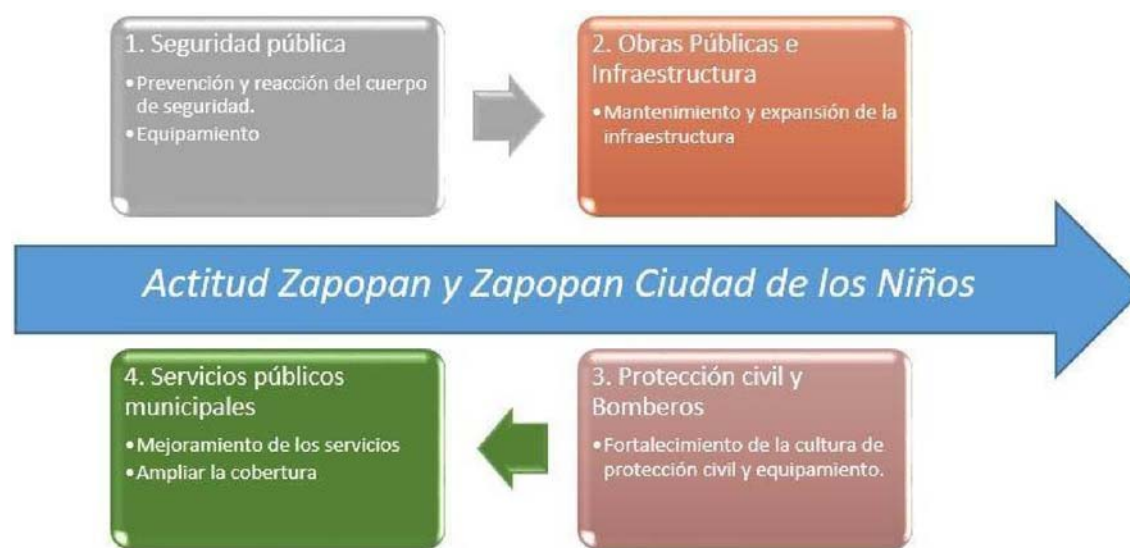 1. Seguridad pública
•Prevención y reacción del cuerpo
de seguridad.
•Equipamiento
2. Obras Públicas e
Infraestructura
•Mantenimiento y expansión de la
infraestructura
Actitud Zapopan y Zapopan Ciudad de los Niños
4. Servicios públicos
municipales
•Mejoramiento de los servicios
•Ampliar la cobertura
3. Protección civil y
Bomberos
•Fortalecimiento de la cultura de
protección civil y equipamiento.